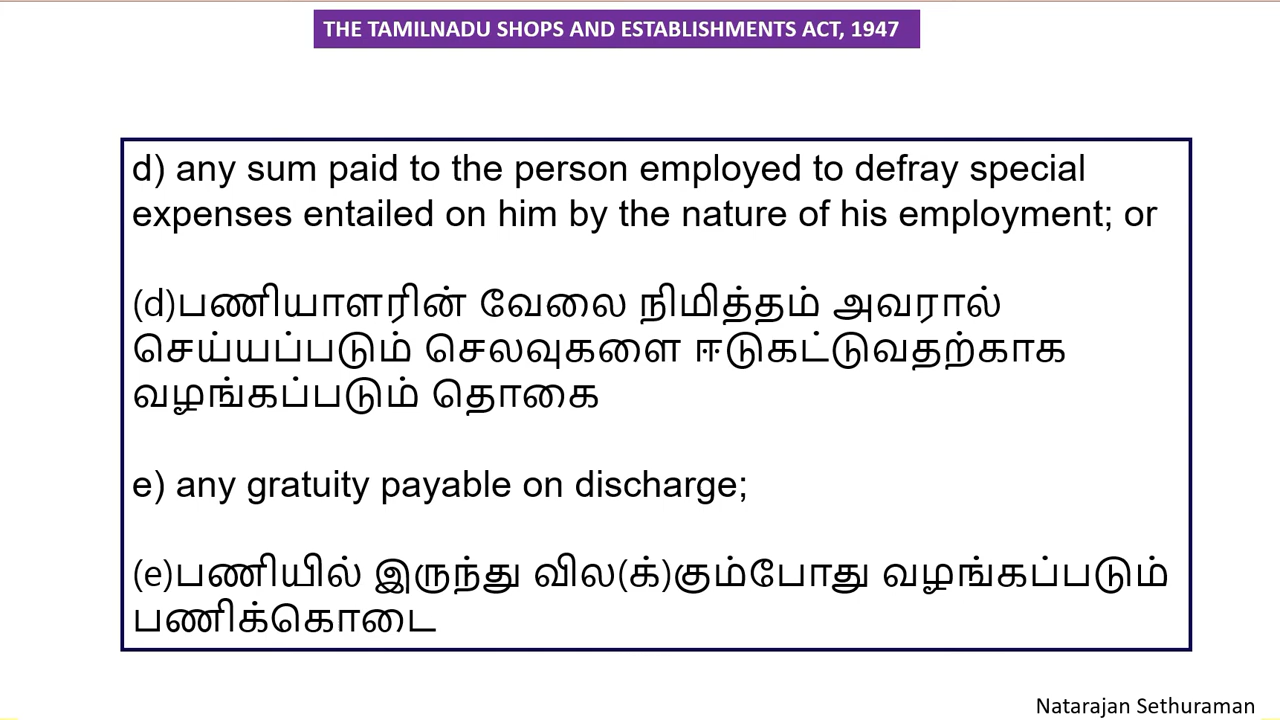 THE TAMILNADU SHOPS AND ESTABLISHMENTS ACT, 1947
d) any sum paid to the person employed to defray special
expenses entailed on him by the nature of his employment; or
(d)பணியாளரின் வேலை நிமித்தம் அவரால்
செய்யப்படும் செலவுகளை ஈடுகட்டுவதற்காக
வழங்கப்படும் தொகை
e) any gratuity payable on discharge;
(e)பணியில் இருந்து வில(க்)கும்போது வழங்கப்படும்
பணிக்கொடை
Natarajan Sethuraman